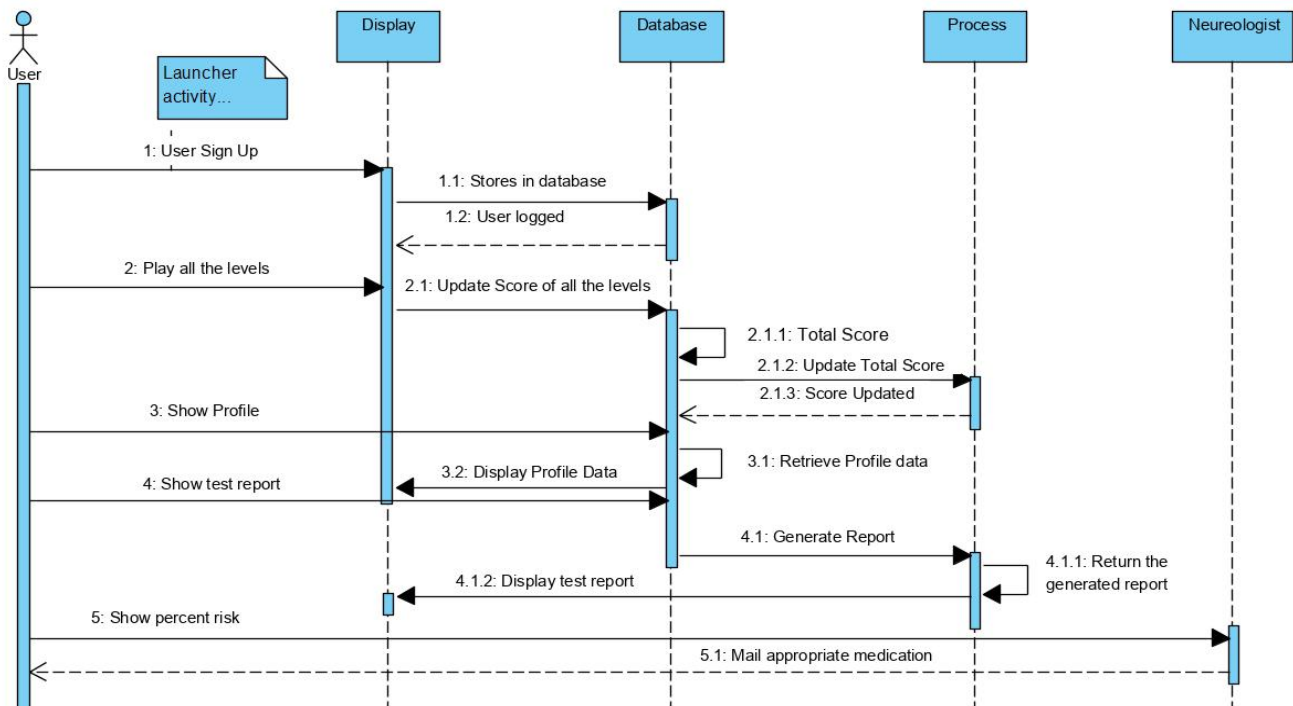 Display
Database
Process
Neureologist
User
Launcher
activity...
1: User Sign Up
1.1: Stores in database
1.2: User logged
2: Play all the levels
2.1: Update Score of all the levels
2.1.1: Total Score
2.1.2: Update Total Score
2.1.3: Score Updated
3: Show Profile
3.1: Retrieve Profile data
3.2: Display Profile Data
4: Show test report
4.1: Generate Report
4.1.1: Return the
generated report
4.1.2: Display test report
5: Show percent risk
5.1: Mail appropriate medication